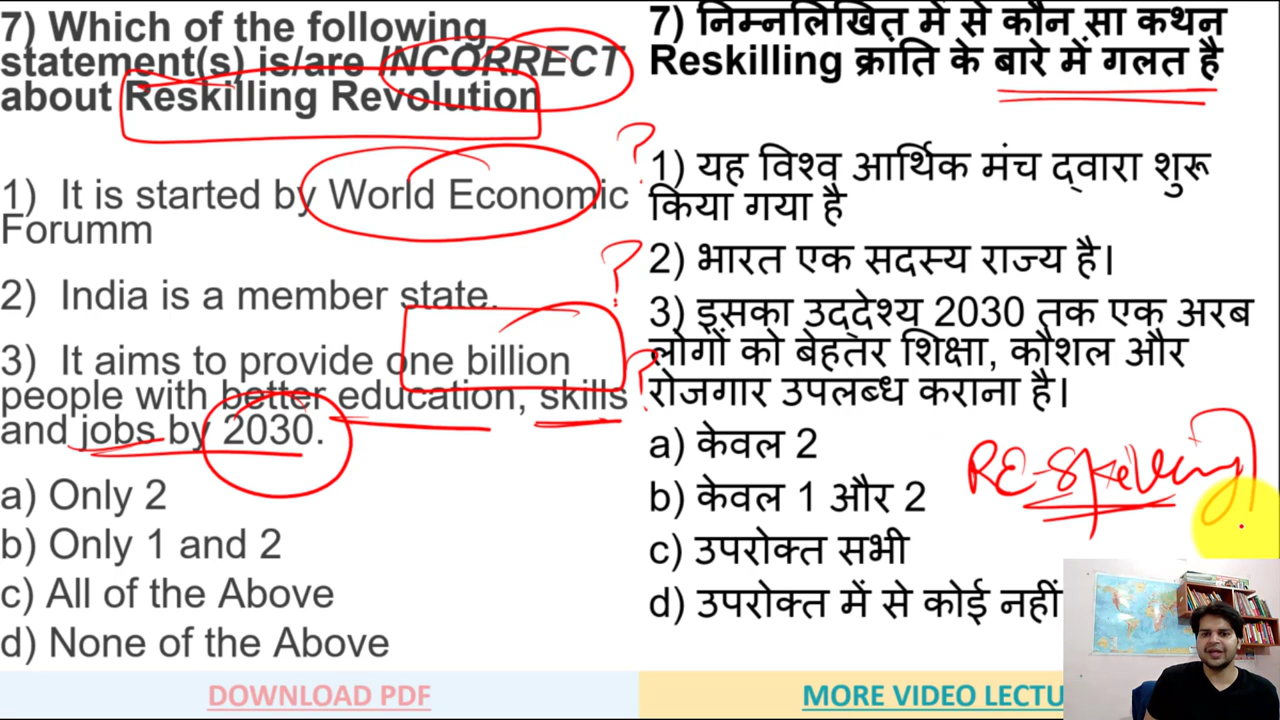 7) Which of the following
statement(s) is/are INCORRECT
about Reskilling Revolution
1) It is started by World Economic
Forumm
2) India is a member state.
3) It aims to provide one billion
people with better education, skills
and jobs by 2030.
a) Only 2
b) Only 1 and 2
c) All of the Above
d) None of the Above
7) निम्नलिखित में से कौन सा कथन
Reskilling क्रांति के बारे में गलत है
1) यह विश्व आर्थिक मंच द्वारा शुरू
किया गया है
2) भारत एक सदस्य राज्य है।
3) इसका उद्देश्य 2030 तक एक अरब
लोगों को बेहतर शिक्षा, कौशल और
रोजगार उपलब्ध कराना है।
a) केवल 2
b) केवल 1 और 2
c) उपरोक्त सभी
d) उपरोक्त में से कोई नहीं
? ? ?
RE-Skilling
DOWNLOAD PDF
MORE VIDEO LECTU